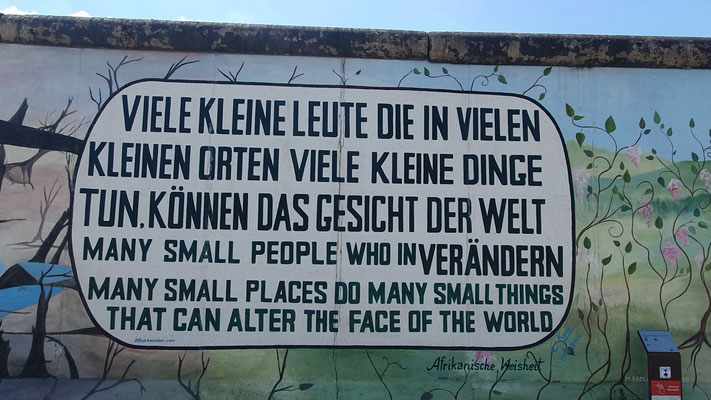 VIELE KLEINE LEUTE DIE IN VIELEN
KLEINEN ORTEN VIELE KLEINE DINGE
TUN, KÖNNEN DAS GESICHT DER WELT
VERÄNDERN
MANY SMALL PEOPLE WHO IN
MANY SMALL PLACES DO MANY SMALL THINGS
THAT CAN ALTER THE FACE OF THE WORLD
Afrikanische Weisheit